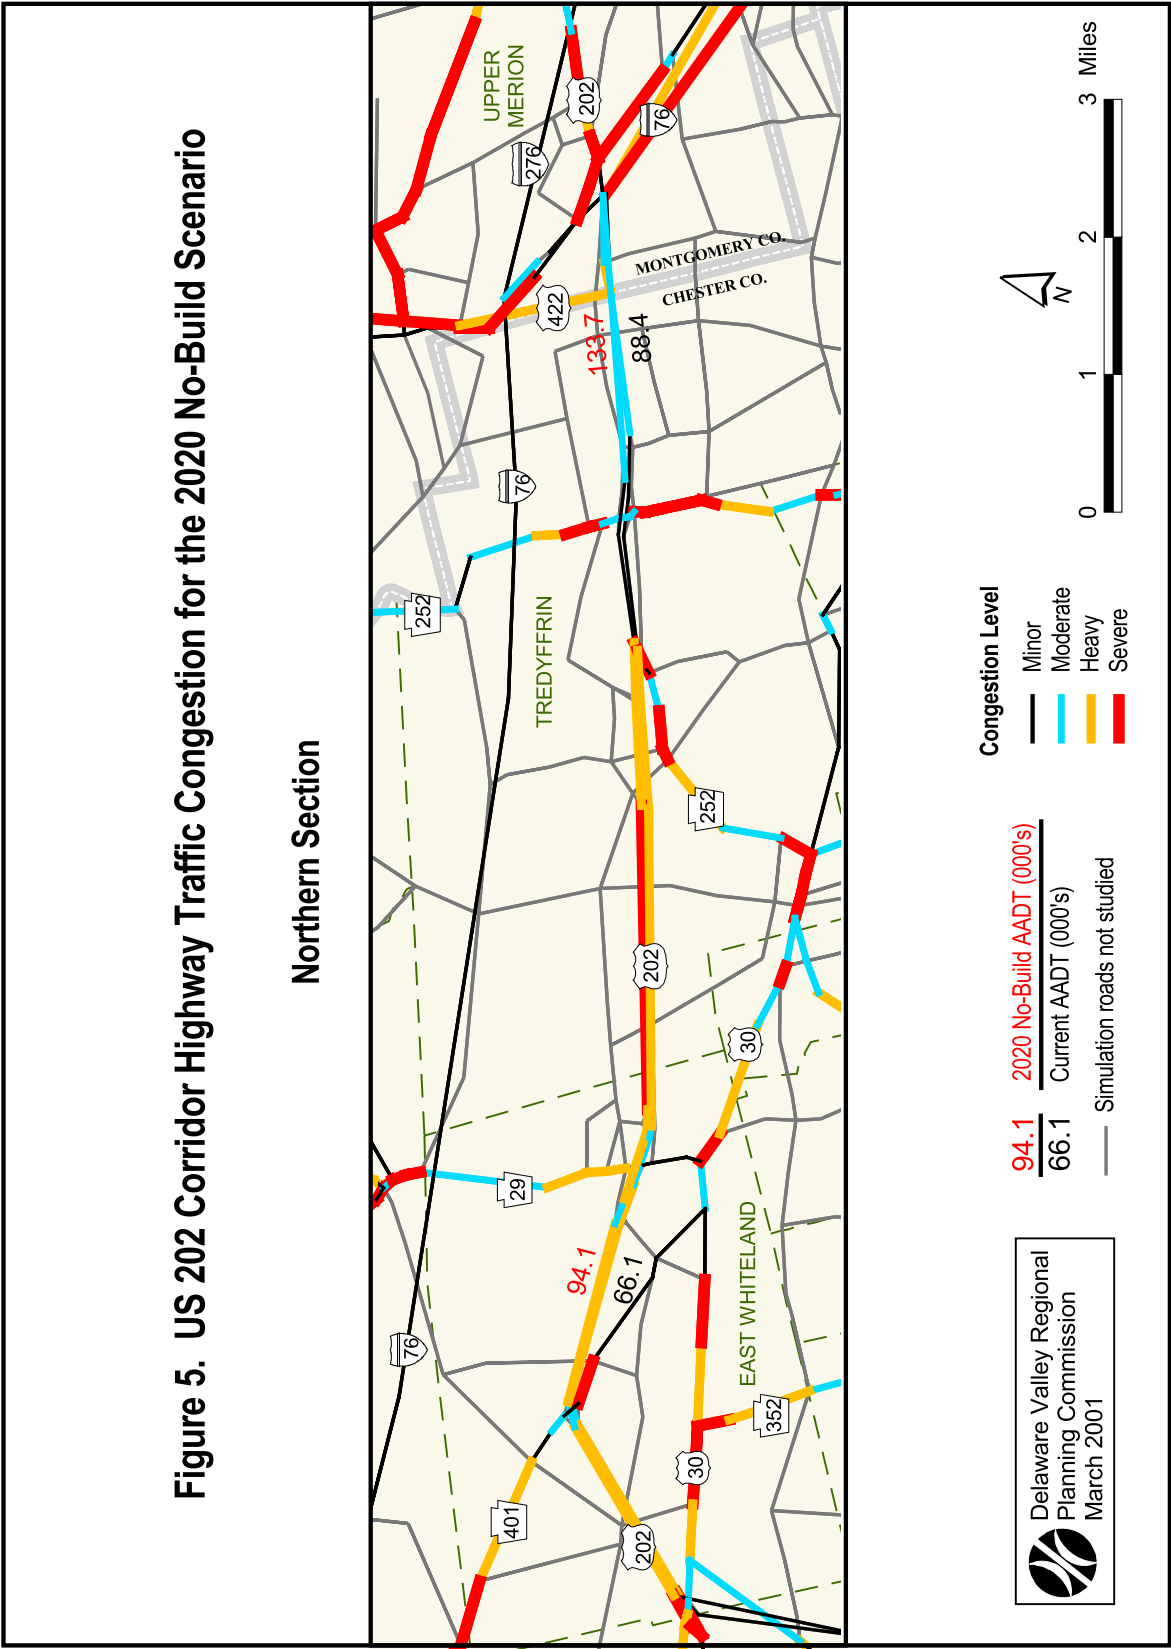 Figure 5. US 202 Corridor Highway Traffic Congestion for the 2020 No-Build Scenario
Northern Section
UPPER
MERION
202
276
76
MONTGOMERY CO.
CHESTER CO.
422
133.7
88.4
76
252
TREDYFFRIN
252
202
30
29
94.1
66.1
EAST WHITELAND
76
352
30
401
202
Delaware Valley Regional
Planning Commission
March 2001
94.1 2020 No-Build AADT (000's)
66.1 Current AADT (000's)
Simulation roads not studied
Congestion Level
Minor
Moderate
Heavy
Severe
N
0 1 2 3 Miles